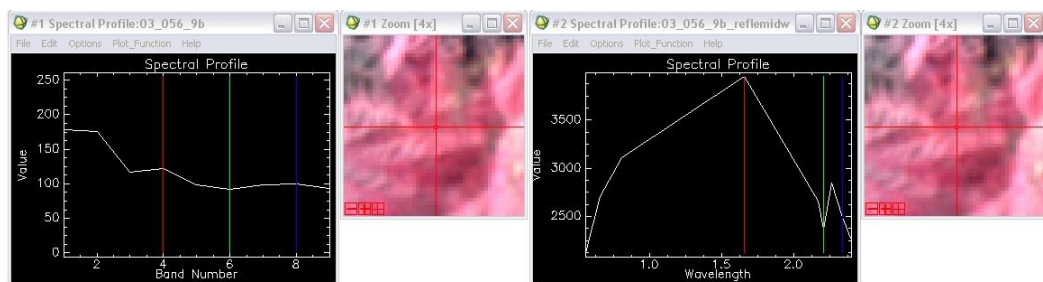 #1 Spectral Profile:03_056_9b
File Edit Options Plot_Function Help
Spectral Profile
250
200
150
100
50
0
Value
2 4 6 8
Band Number
#1 Zoom [4x]
#2 Spectral Profile:03_056_9b_reflemidw
File Edit Options Plot_Function Help
Spectral Profile
3500
3000
2500
Value
1.0 1.5 2.0
Wavelength
#2 Zoom [4x]